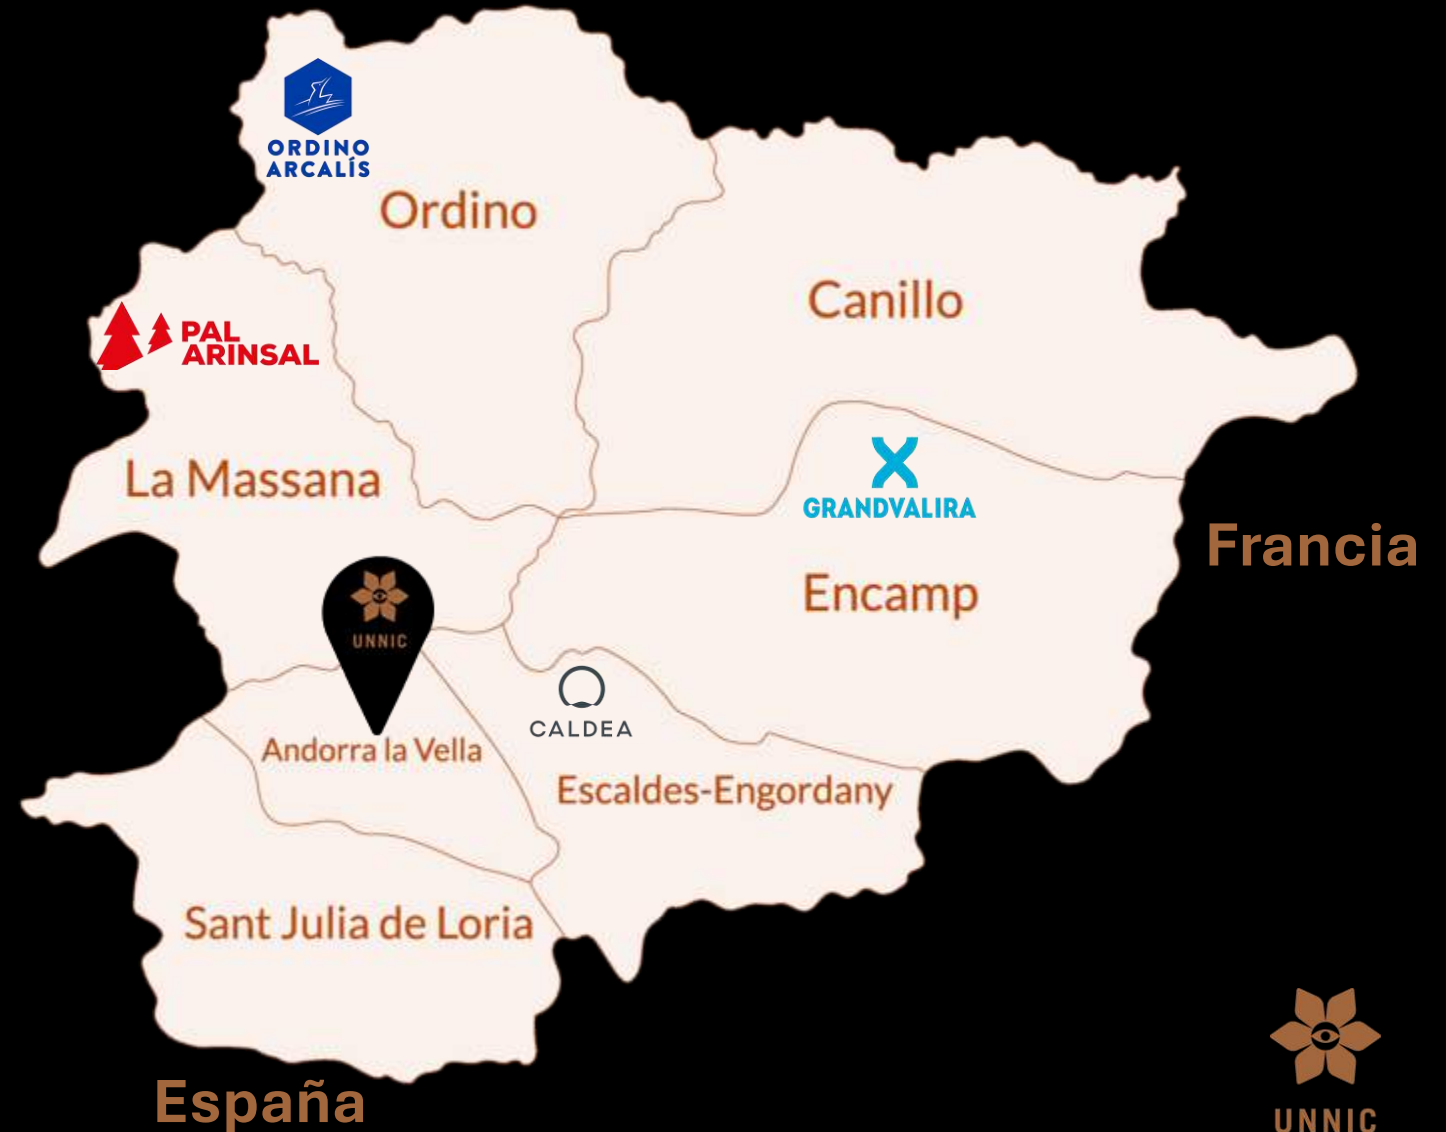 ORDINO
ARCALÍS
Ordino
Canillo
PAL
ARINSAL
La Massana
GRANDVALIRA
Francia
Encamp
UNNIC
CALDEA
Andorra la Vella
Escaldes-Engordany
Sant Julia de Loria
España
UNNIC